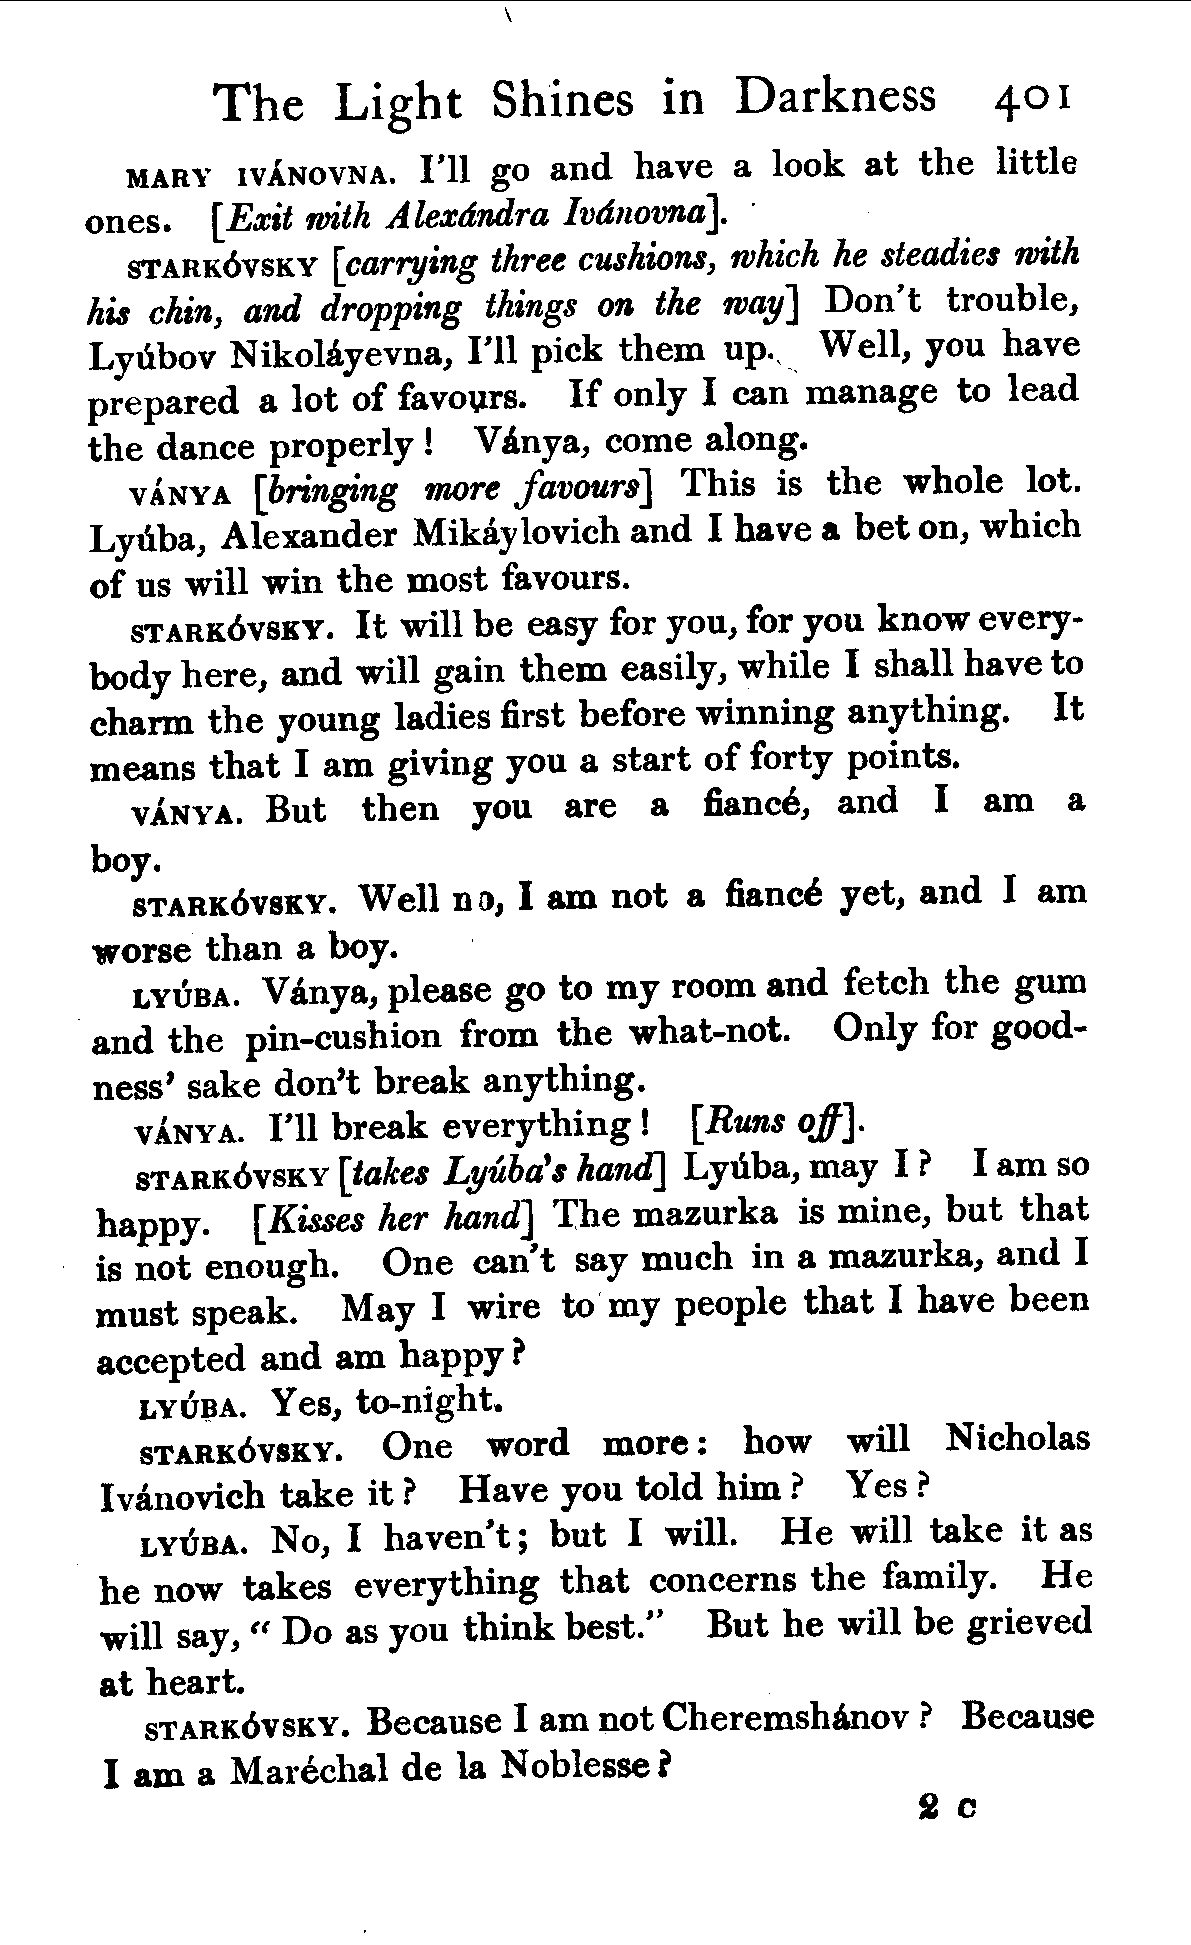 The Light Shines in Darkness 401
MARY IVÁNOVNA. I'll go and have a look at the little
ones. [Exit with Alexándra Ivánovna].
STARKÓVSKY [carrying three cushions, which he steadies with
his chin, and dropping things on the way] Don't trouble,
Lyúbov Nikoláyevna, I'll pick them up. Well, you have
prepared a lot of favours. If only I can manage to lead
the dance properly! Ványa, come along.
VÁNYA [bringing more favours] This is the whole lot.
Lyúba, Alexander Mikáylovich and I have a bet on, which
of us will win the most favours.
STARKÓVSKY. It will be easy for you, for you know every-
body here, and will gain them easily, while I shall have to
charm the young ladies first before winning anything. It
means that I am giving you a start of forty points.
VÁNYA. But then you are a fiancé, and I am a
boy.
STARKÓVSKY. Well no, I am not a fiancé yet, and I am
worse than a boy.
LYÚBA. Ványa, please go to my room and fetch the gum
and the pin-cushion from the what-not. Only for good-
ness' sake don't break anything.
VÁNYA. I'll break everything! [Runs off].
STARKÓVSKY [takes Lyúba's hand] Lyúba, may I? I am so
happy. [Kisses her hand] The mazurka is mine, but that
is not enough. One can't say much in a mazurka, and I
must speak. May I wire to my people that I have been
accepted and am happy?
LYÚBA. Yes, to-night.
STARKÓVSKY. One word more: how will Nicholas
Ivánovich take it? Have you told him? Yes?
LYÚBA. No, I haven't; but I will. He will take it as
he now takes everything that concerns the family. He
will say, "Do as you think best." But he will be grieved
at heart.
STARKÓVSKY. Because I am not Cheremshánov? Because
I am a Maréchal de la Noblesse?
2 C